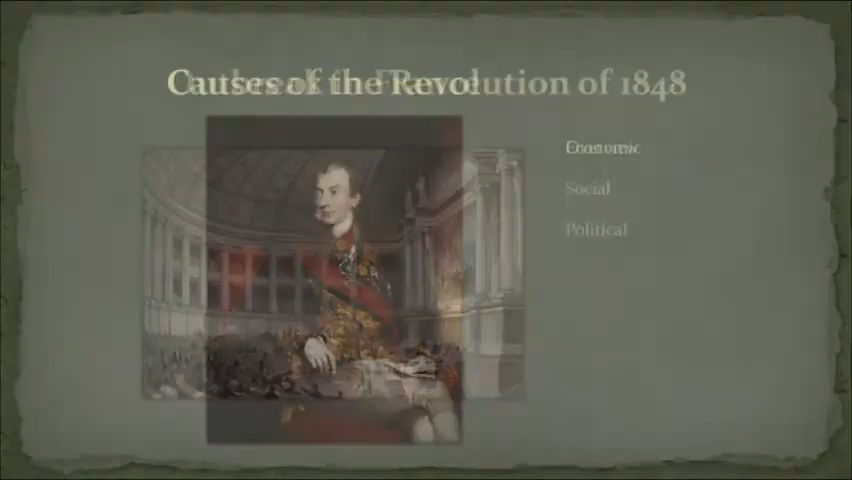 Causes of the Revolution of 1848
Economic
Social
Political